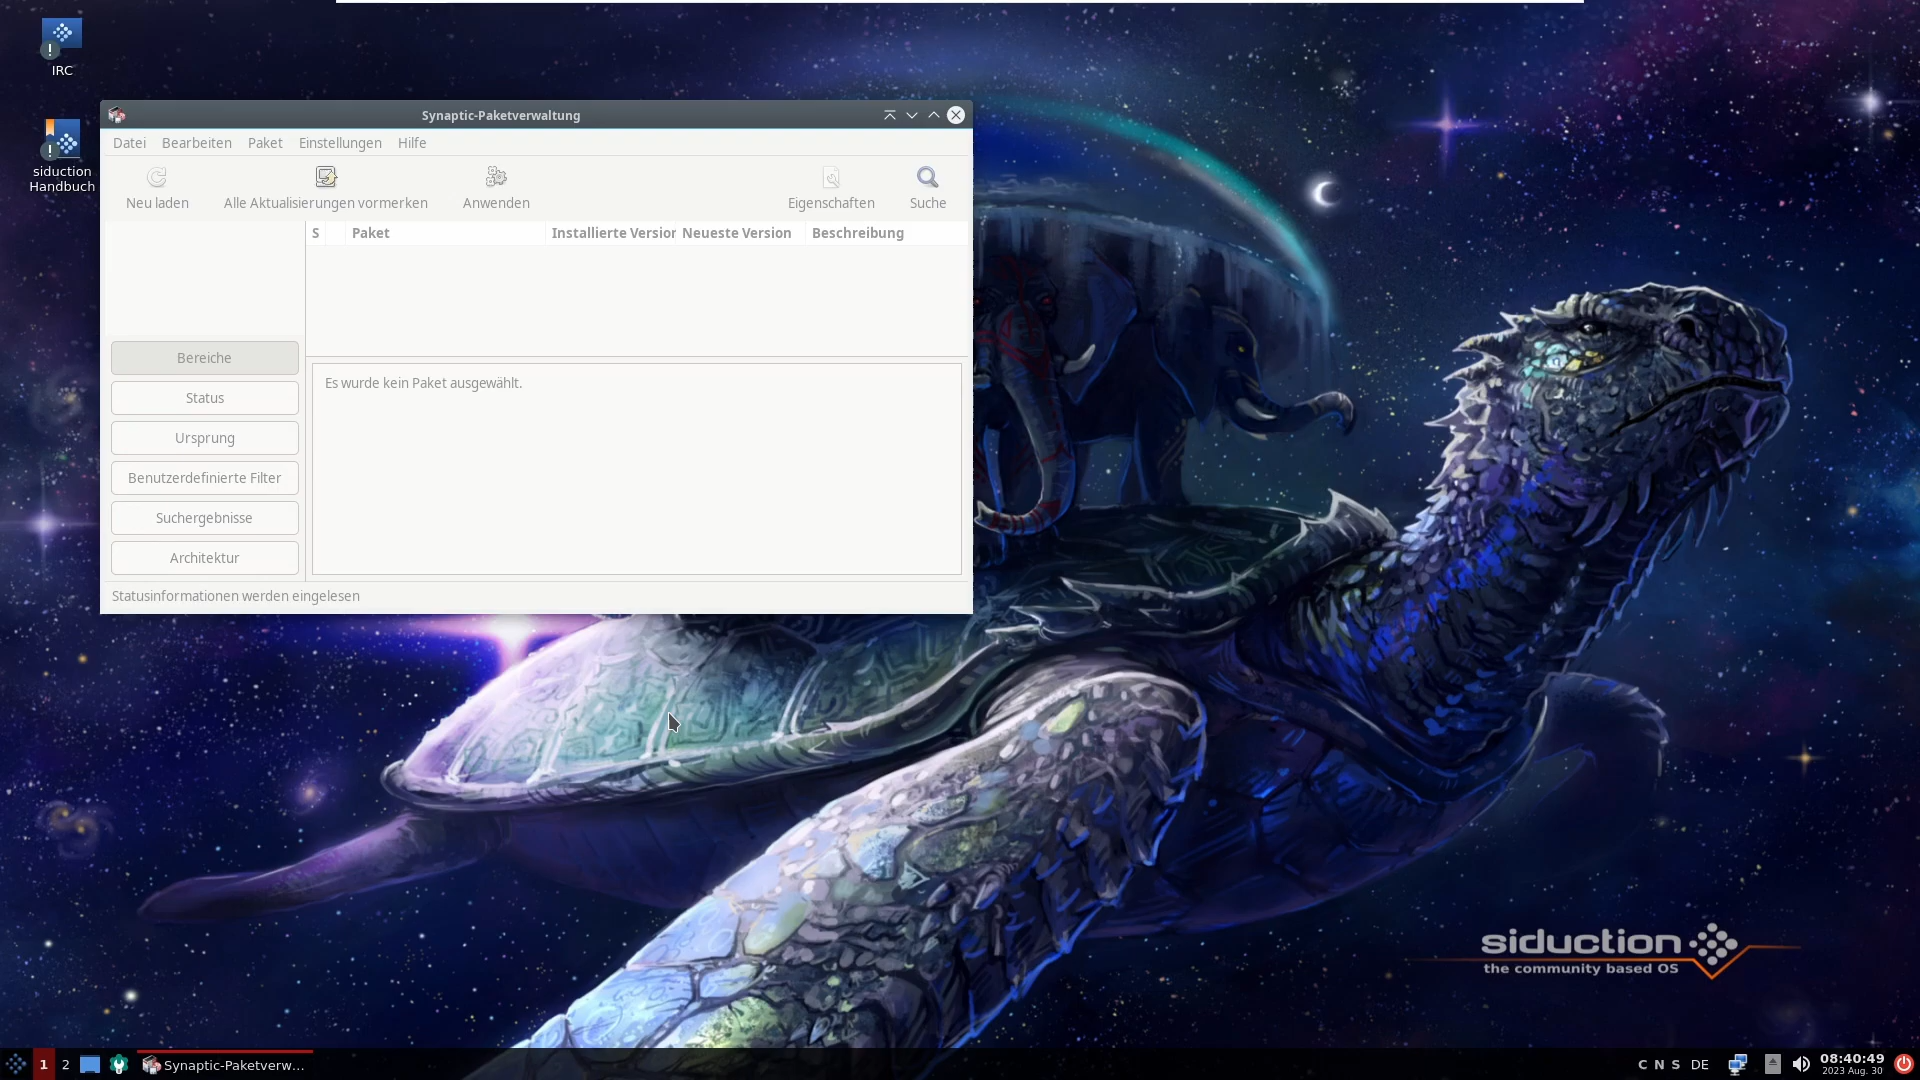 IRC
siduction
Handbuch
Synaptic-Paketverwaltung
Datei Bearbeiten Paket Einstellungen Hilfe
Neu laden Alle Aktualisierungen vormerken Anwenden Eigenschaften Suche
S Paket Installierte Version Neueste Version Beschreibung
Bereiche
Status
Ursprung
Benutzerdefinierte Filter
Suchergebnisse
Architektur
Es wurde kein Paket ausgewählt.
Statusinformationen werden eingelesen
siduction
the community based OS
1 2 Synaptic-Paketverw... C N S DE 08:40:49
2023 Aug. 30